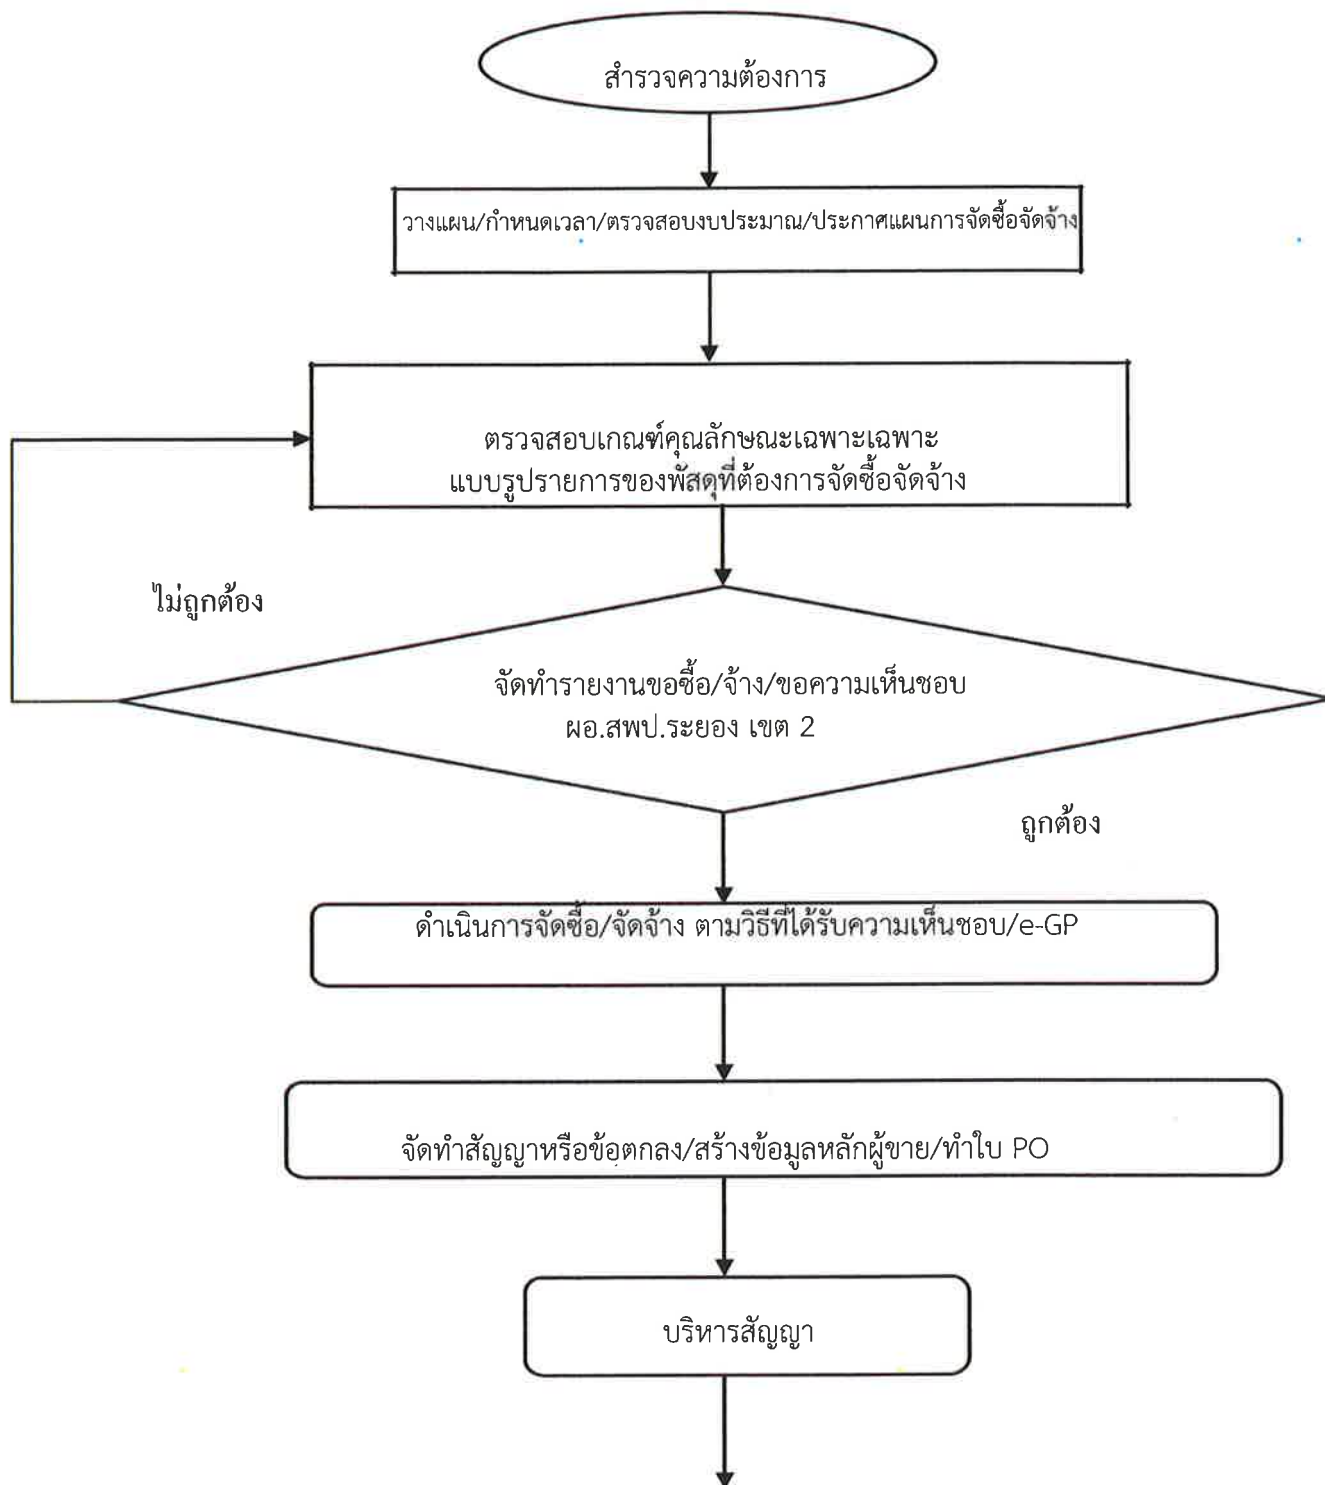 สำรวจความต้องการ
วางแผน/กำหนดเวลา/ตรวจสอบงบประมาณ/ประกาศแผนการจัดซื้อจัดจ้าง
ตรวจสอบเกณฑ์คุณลักษณะเฉพาะเฉพาะ
แบบรูปรายการของพัสดุที่ต้องการจัดซื้อจัดจ้าง
ไม่ถูกต้อง
จัดทำรายงานขอซื้อ/จ้าง/ขอความเห็นชอบ
ผอ.สพป.ระยอง เขต 2
ถูกต้อง
ดำเนินการจัดซื้อ/จัดจ้าง ตามวิธีที่ได้รับความเห็นชอบ/e-GP
จัดทำสัญญาหรือข้อตกลง/สร้างข้อมูลหลักผู้ขาย/ทำใบ PO
บริหารสัญญา